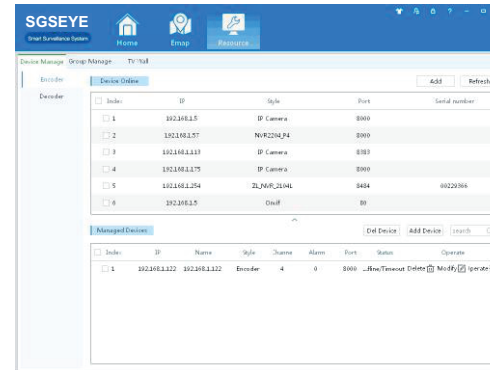 SGSEYE
Smart Surveillance System
Home Emap Resource
? -
Device Manage Group Manage TV Wall
Encoder
Decoder
Device Online Add Refresh
Index IP Style Port Serial number
1 192.168.1.5 IP Camera 8000
2 192.168.1.57 NVR2204_P4 8000
3 192.168.1.113 IP Camera 8383
4 192.168.1.175 IP Camera 8000
5 192.168.1.254 ZL_NVR_2104L 8484 00229366
6 192.168.1.5 Onvif 80
Managed Devices Del Device Add Device search
Index IP Name Style Channe Alarm Port Status Operate
1 192.168.1.122 192.168.1.122 Encoder 4 0 8000 ...ffline/Timeout Delete Modify Operate